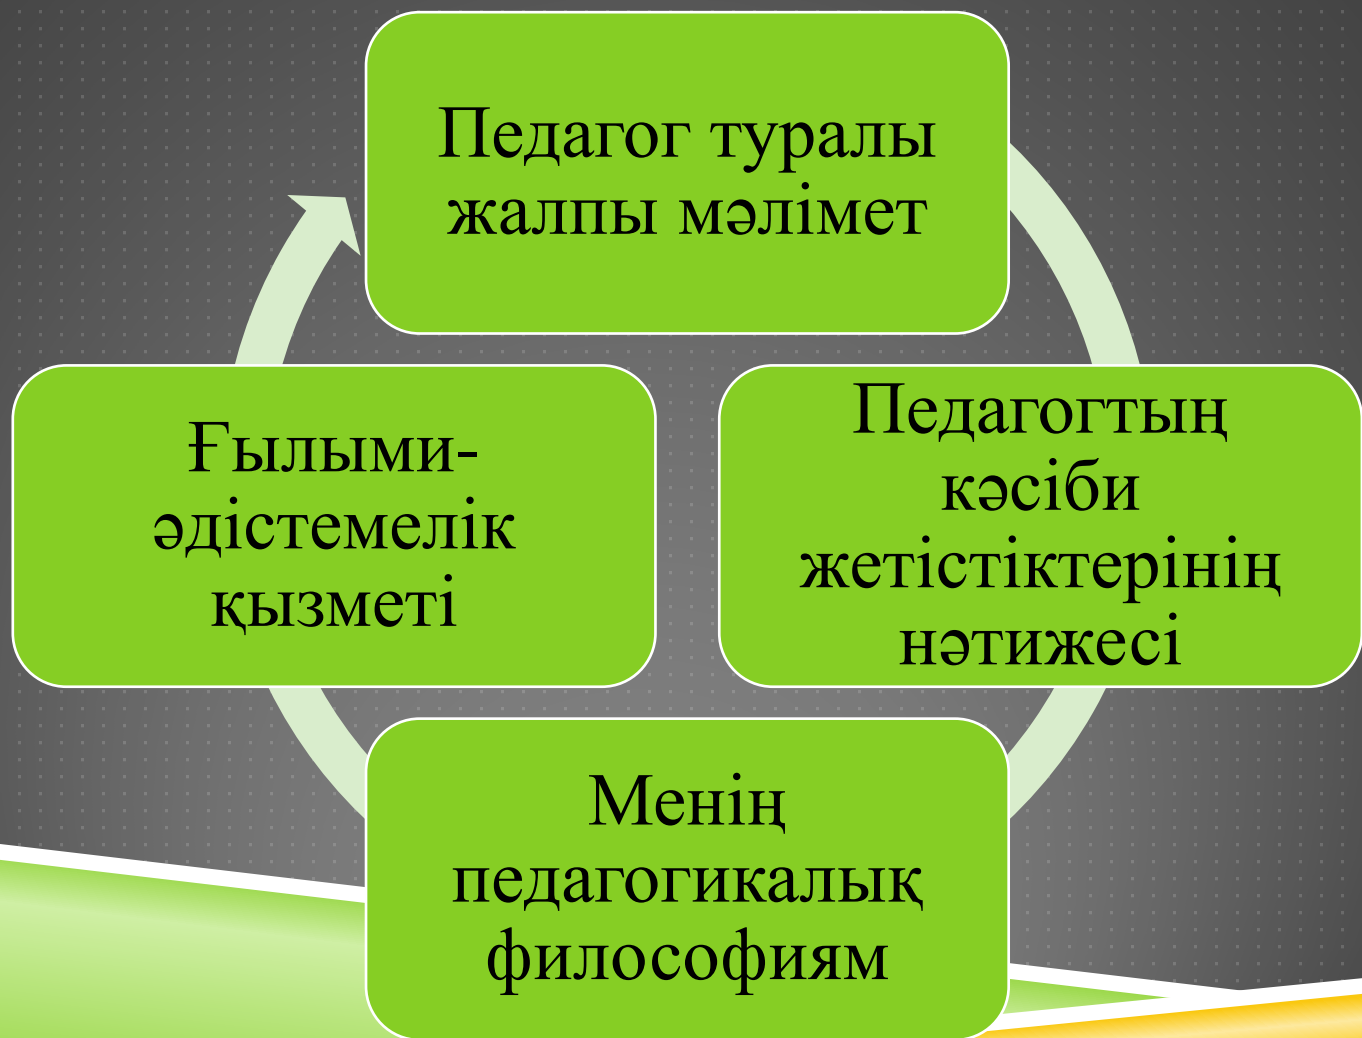 Педагог туралы
жалпы мәлімет
Педагогтың
кәсіби
жетістіктерінің
нәтижесі
Менің
педагогикалық
философиям
Ғылыми-
әдістемелік
қызметі